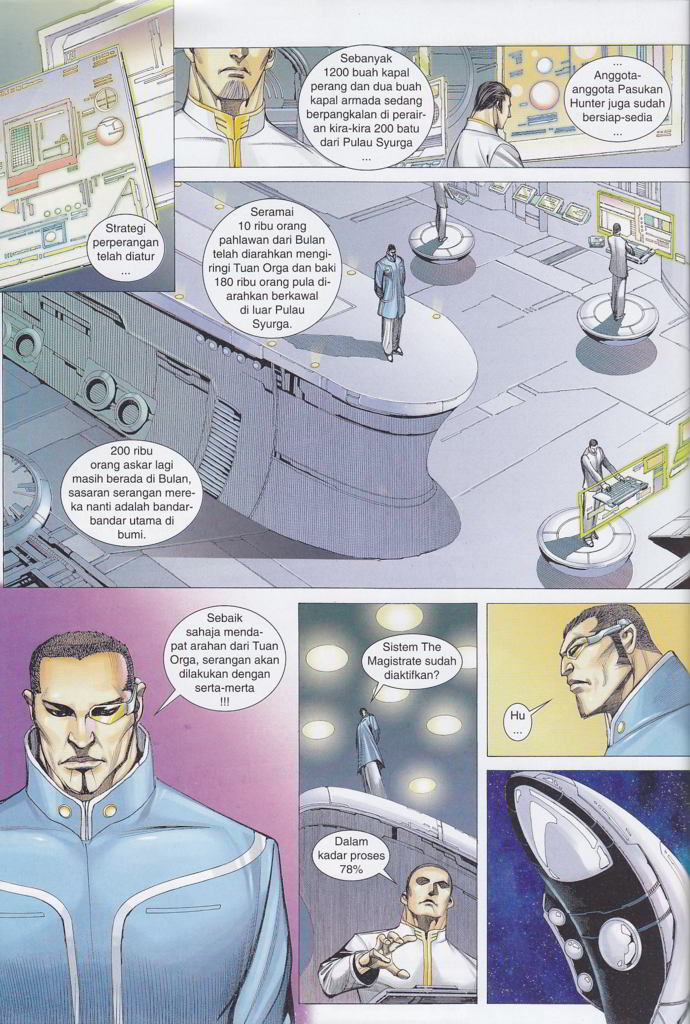 Strategi
perperangan
telah diatur
...
Sebanyak
1200 buah kapal
perang dan dua buah
kapal armada sedang
berpangkalan di perair-
an kira-kira 200 batu
dari Pulau Syurga
...
...
Anggota-
anggota Pasukan
Hunter juga sudah
bersiap-sedia
...
Seramai
10 ribu orang
pahlawan dari Bulan
telah diarahkan mengi-
ringi Tuan Orga dan baki
180 ribu orang pula di-
arahkan berkawal
di luar Pulau
Syurga.
200 ribu
orang askar lagi
masih berada di Bulan,
sasaran serangan mere-
ka nanti adalah bandar-
bandar utama di
bumi.
Sebaik
sahaja menda-
pat arahan dari Tuan
Orga, serangan akan
dilakukan dengan
serta-merta
!!!
Sistem The
Magistrate sudah
diaktifkan?
Dalam
kadar proses
78%
Hu
...